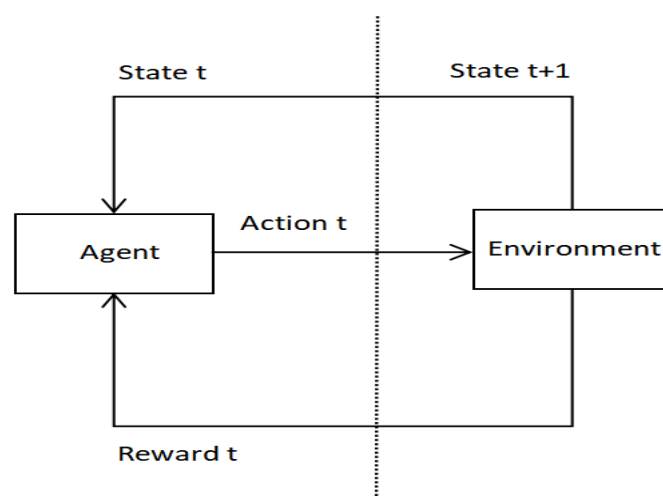 State t
State t+1
Action t
Agent
Environment
Reward t